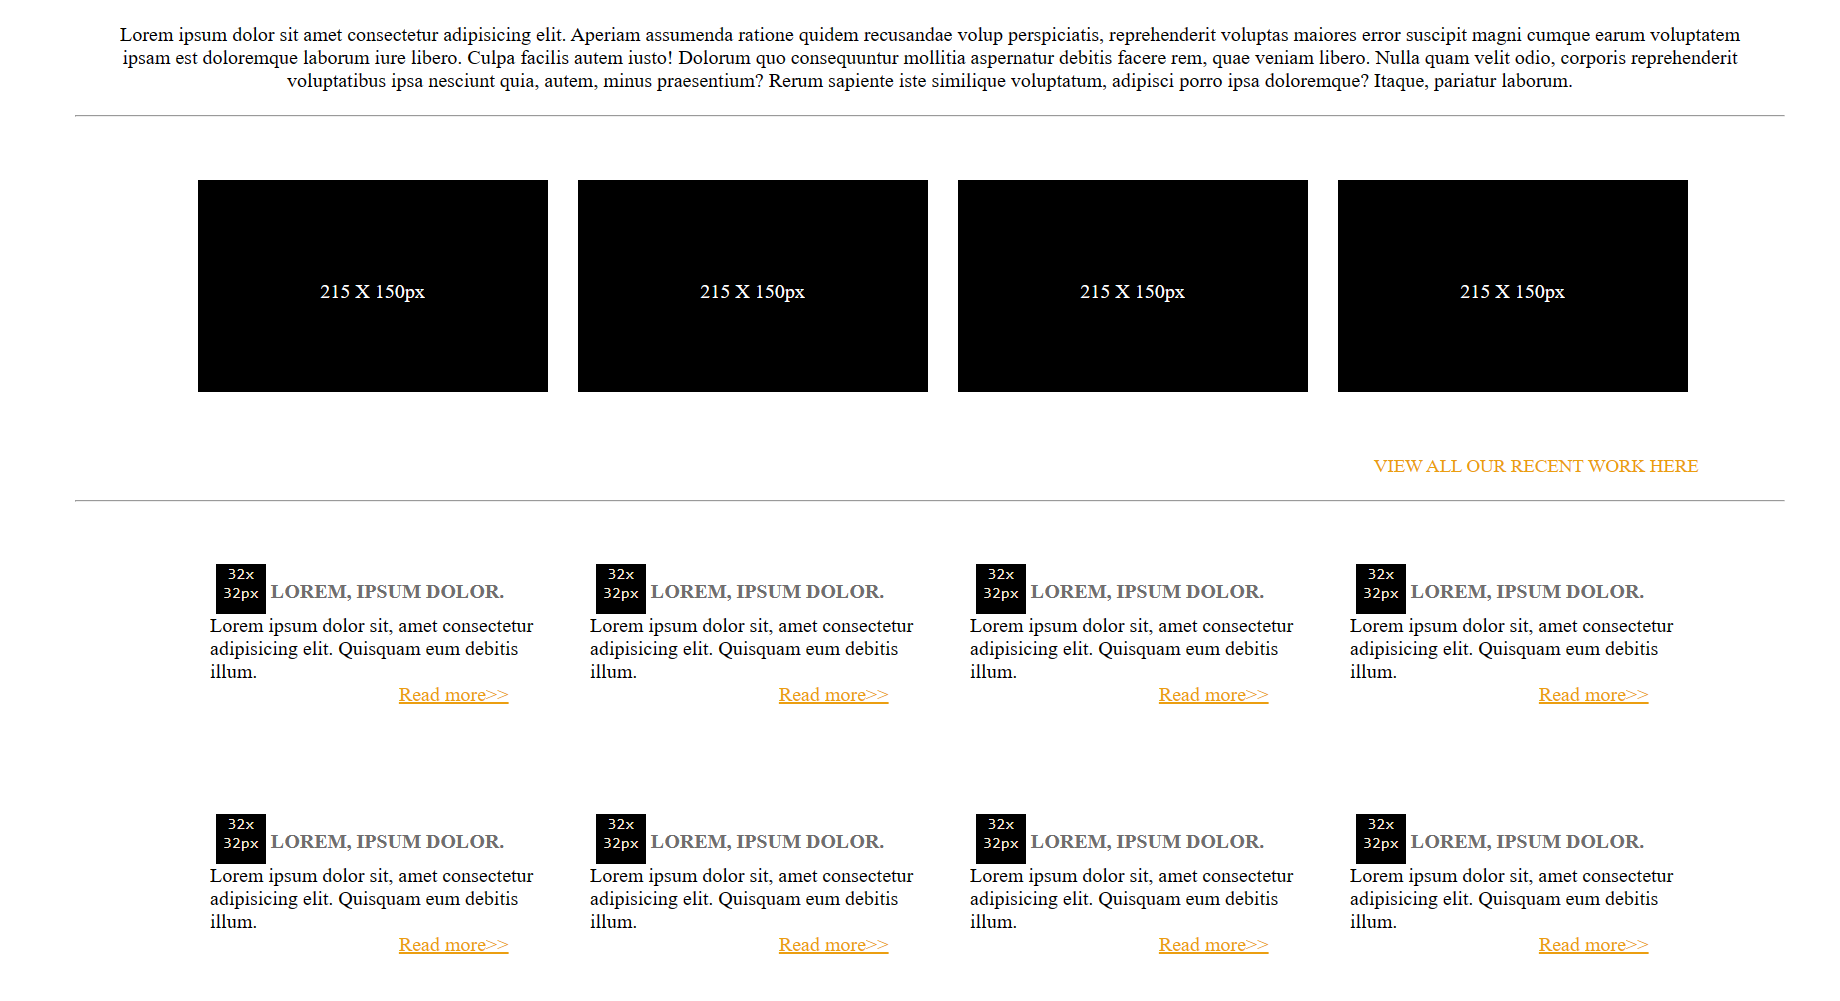 Lorem ipsum dolor sit amet consectetur adipisicing elit. Aperiam assumenda ratione quidem recusandae volup perspiciatis, reprehenderit voluptas maiores error suscipit magni cumque earum voluptatem
ipsam est doloremque laborum iure libero. Culpa facilis autem iusto! Dolorum quo consequuntur mollitia aspernatur debitis facere rem, quae veniam libero. Nulla quam velit odio, corporis reprehenderit
voluptatibus ipsa nesciunt quia, autem, minus praesentium? Rerum sapiente iste similique voluptatum, adipisci porro ipsa doloremque? Itaque, pariatur laborum.
215 X 150px
215 X 150px
215 X 150px
215 X 150px
VIEW ALL OUR RECENT WORK HERE
32x
32px
LOREM, IPSUM DOLOR.
Lorem ipsum dolor sit, amet consectetur
adipisicing elit. Quisquam eum debitis
illum.
Read more>>
32x
32px
LOREM, IPSUM DOLOR.
Lorem ipsum dolor sit, amet consectetur
adipisicing elit. Quisquam eum debitis
illum.
Read more>>
32x
32px
LOREM, IPSUM DOLOR.
Lorem ipsum dolor sit, amet consectetur
adipisicing elit. Quisquam eum debitis
illum.
Read more>>
32x
32px
LOREM, IPSUM DOLOR.
Lorem ipsum dolor sit, amet consectetur
adipisicing elit. Quisquam eum debitis
illum.
Read more>>
32x
32px
LOREM, IPSUM DOLOR.
Lorem ipsum dolor sit, amet consectetur
adipisicing elit. Quisquam eum debitis
illum.
Read more>>
32x
32px
LOREM, IPSUM DOLOR.
Lorem ipsum dolor sit, amet consectetur
adipisicing elit. Quisquam eum debitis
illum.
Read more>>
32x
32px
LOREM, IPSUM DOLOR.
Lorem ipsum dolor sit, amet consectetur
adipisicing elit. Quisquam eum debitis
illum.
Read more>>
32x
32px
LOREM, IPSUM DOLOR.
Lorem ipsum dolor sit, amet consectetur
adipisicing elit. Quisquam eum debitis
illum.
Read more>>